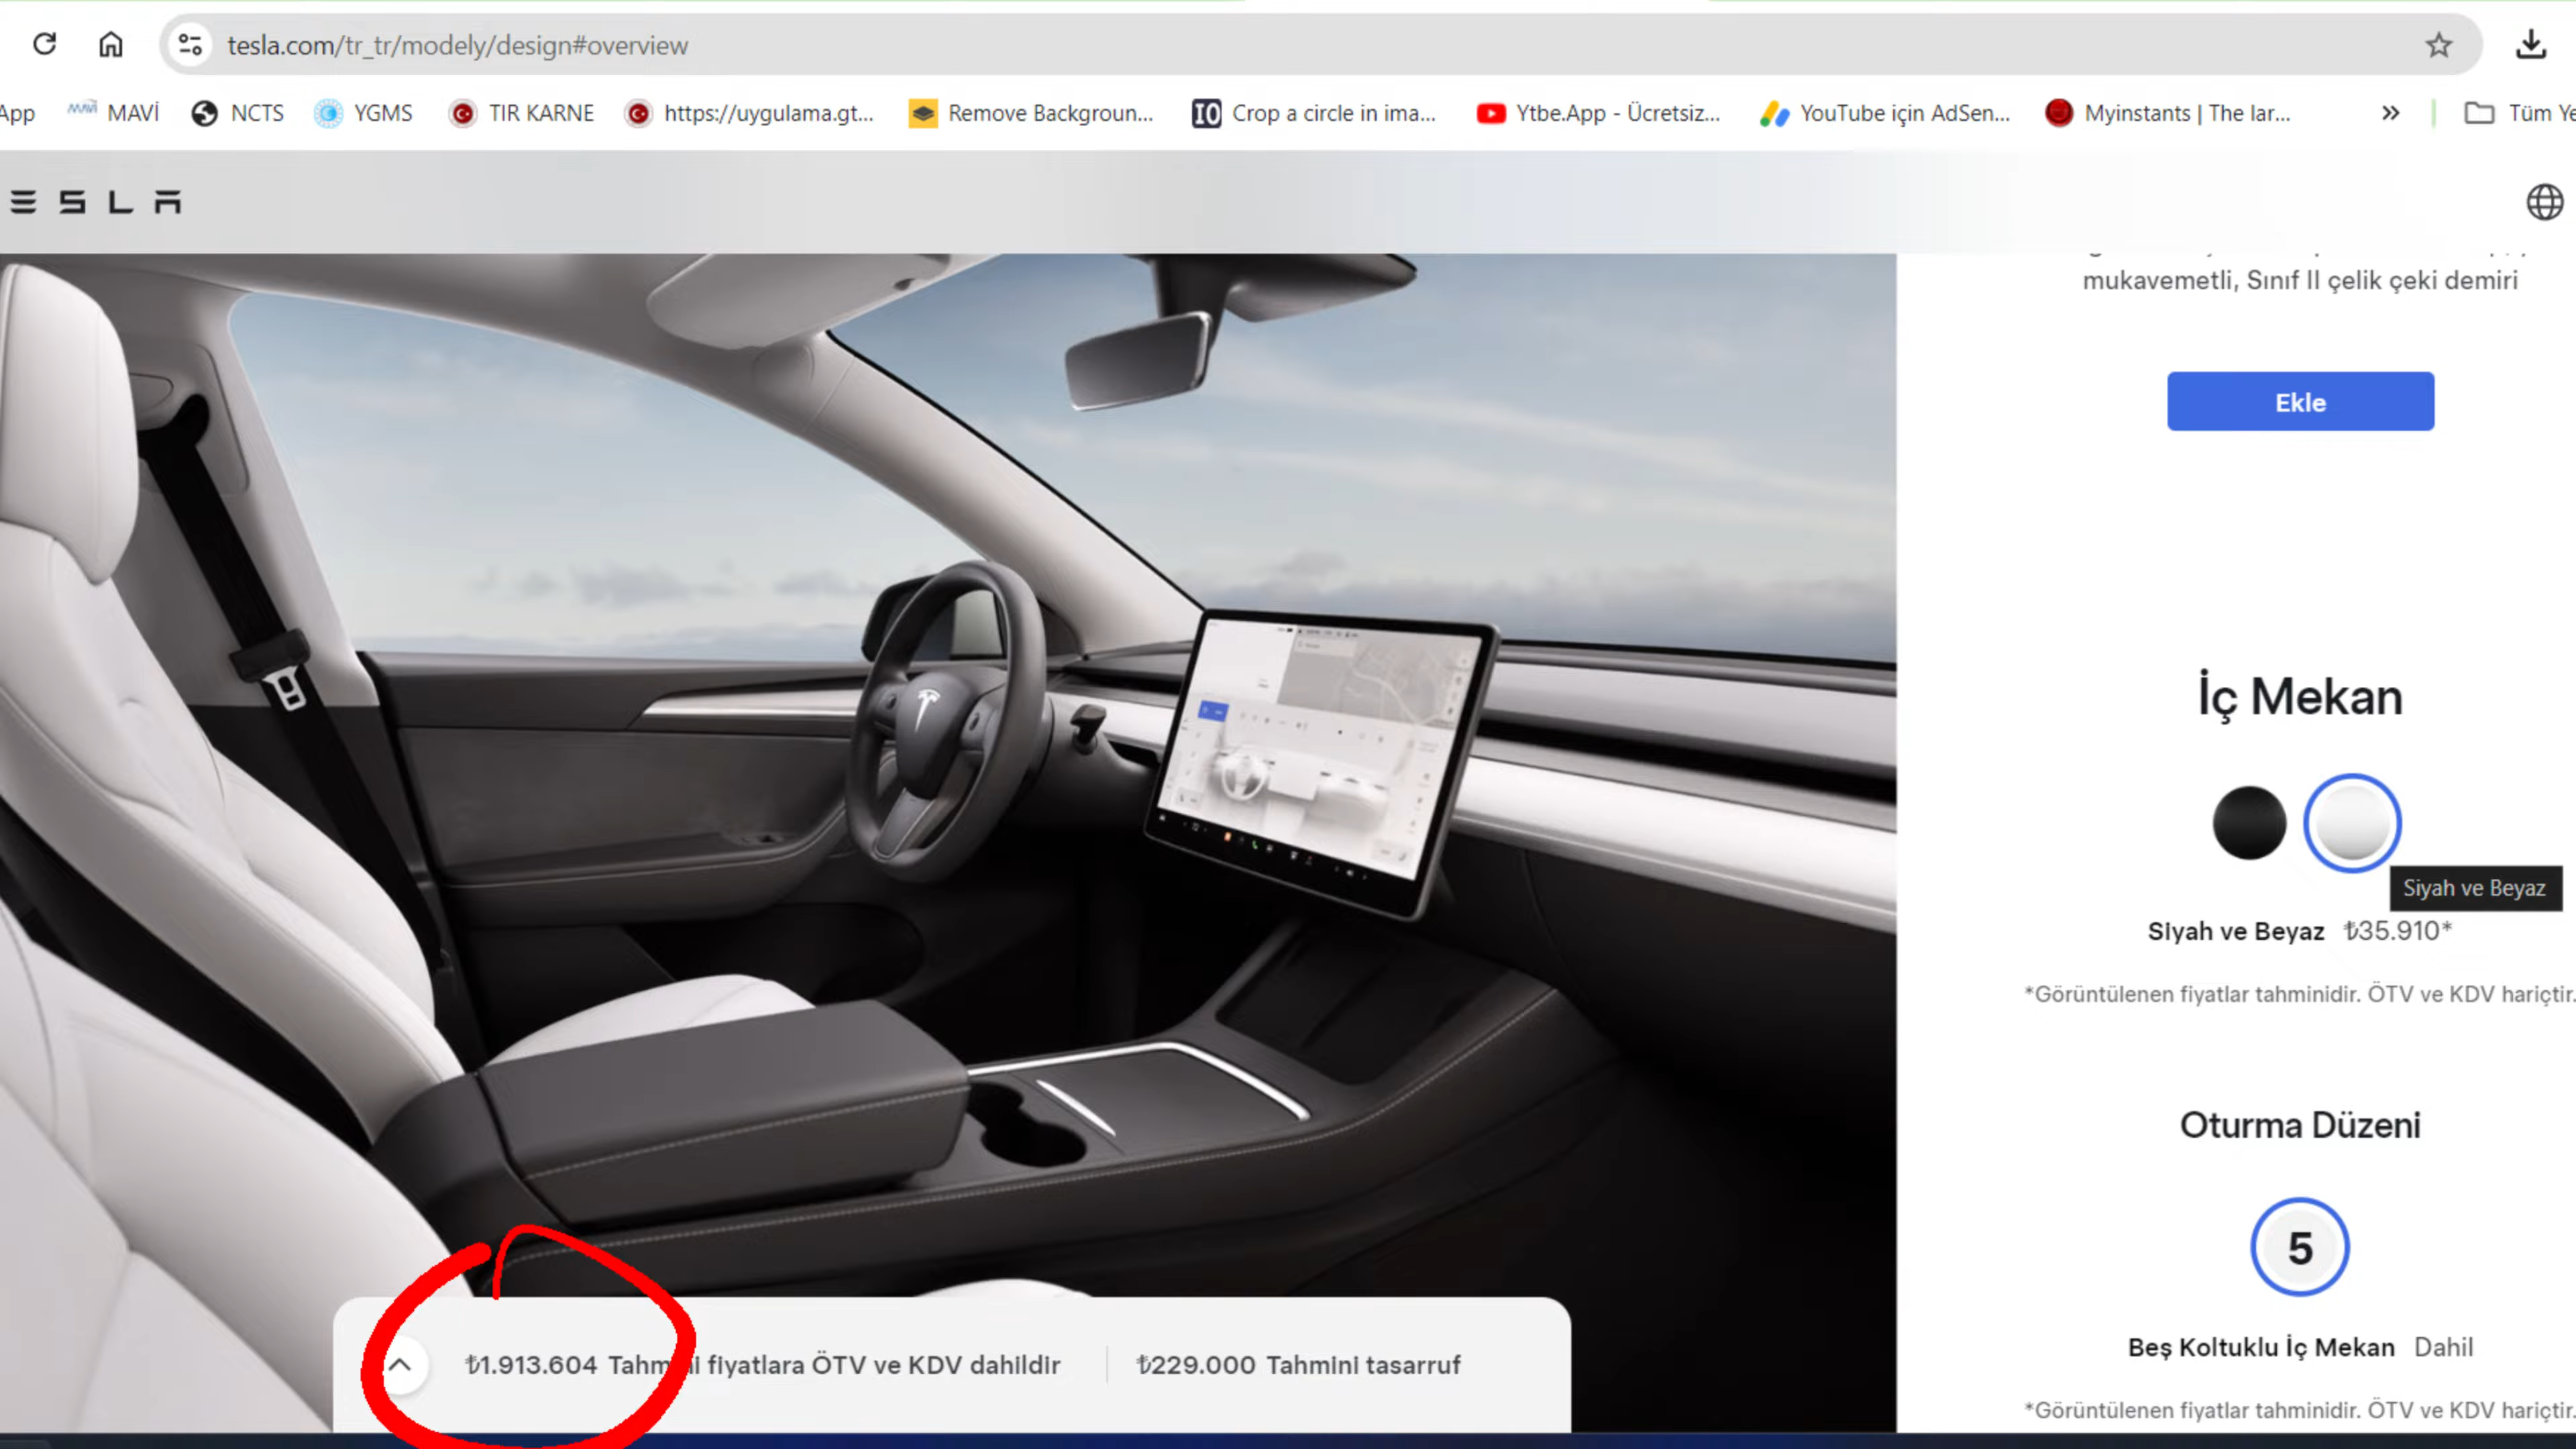 tesla.com/tr_tr/modely/design#overview
App MAVİ NCTS YGMS TIR KARNE https://uygulama.gt... Remove Backgroun... Crop a circle in ima... Ytbe.App - Ücretsiz... YouTube için AdSen... Myinstants | The lar... » Tüm Ye
ESLA
mukavemetli, Sınıf II çelik çeki demiri
Ekle
İç Mekan
Siyah ve Beyaz
Siyah ve Beyaz ₺35.910*
*Görüntülenen fiyatlar tahminidir. ÖTV ve KDV hariçtir.
Oturma Düzeni
5
Beş Koltuklu İç Mekan Dahil
*Görüntülenen fiyatlar tahminidir. ÖTV ve KDV hariçtir.
₺1.913.604 Tahmini fiyatlara ÖTV ve KDV dahildir ₺229.000 Tahmini tasarruf